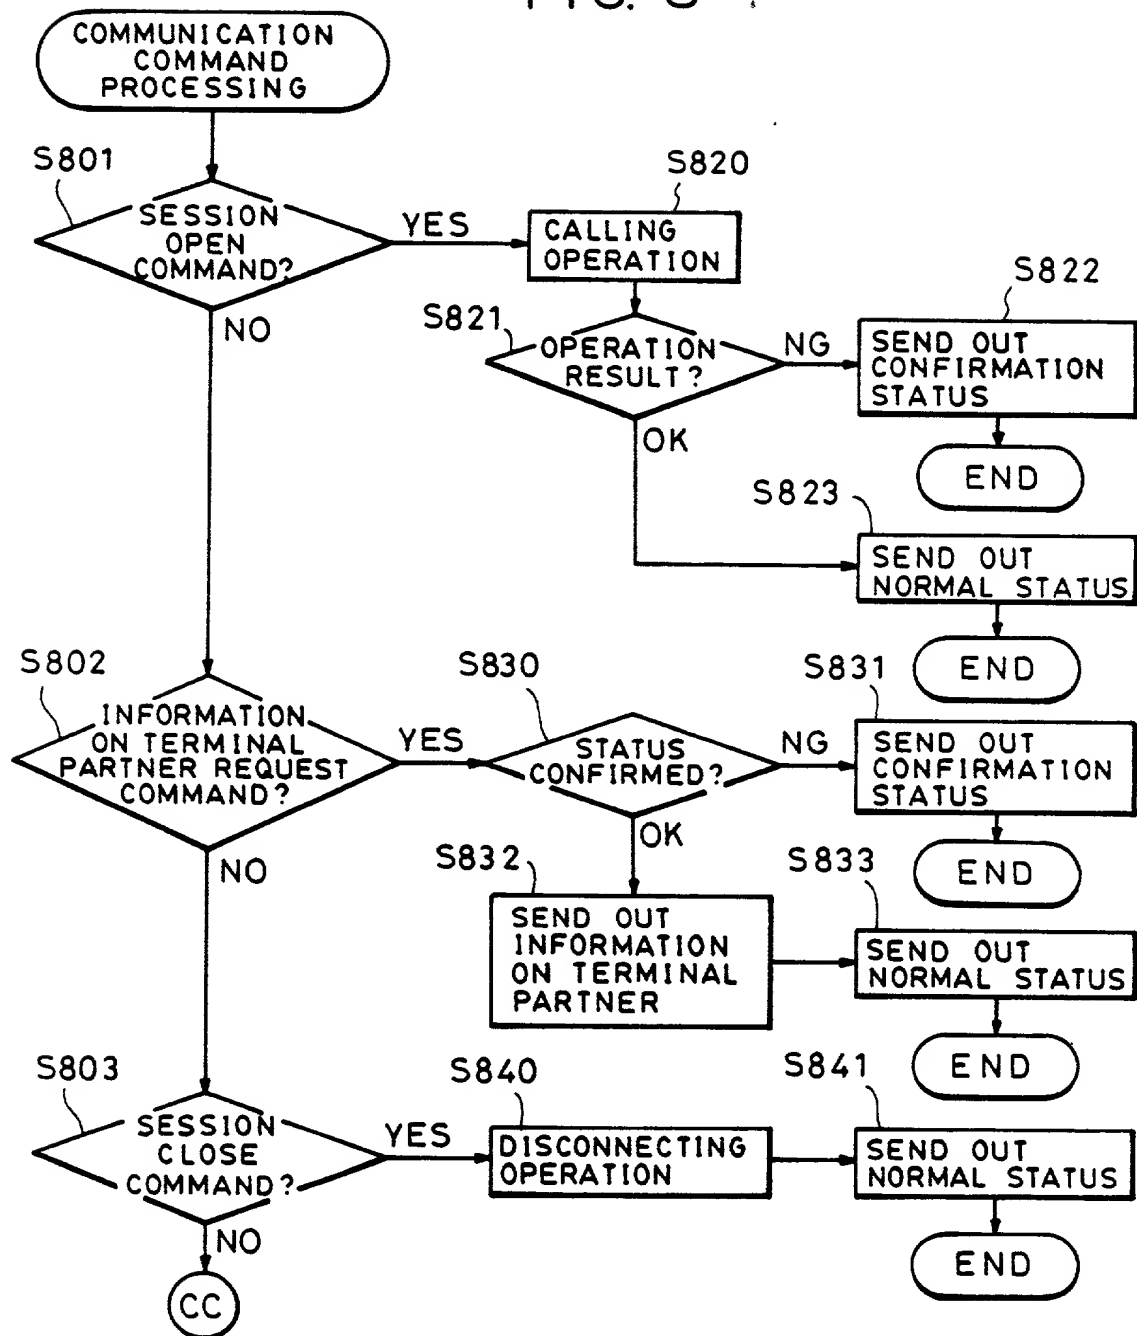 COMMUNICATION
COMMAND
PROCESSING
S801
SESSION
OPEN
COMMAND?
YES
NO
S820
CALLING
OPERATION
S821
OPERATION
RESULT?
NG
OK
S822
SEND OUT
CONFIRMATION
STATUS
END
S823
SEND OUT
NORMAL STATUS
END
S802
INFORMATION
ON TERMINAL
PARTNER REQUEST
COMMAND?
YES
NO
S830
STATUS
CONFIRMED?
NG
OK
S831
SEND OUT
CONFIRMATION
STATUS
END
S832
SEND OUT
INFORMATION
ON TERMINAL
PARTNER
S833
SEND OUT
NORMAL STATUS
END
S803
SESSION
CLOSE
COMMAND?
YES
NO
S840
DISCONNECTING
OPERATION
S841
SEND OUT
NORMAL STATUS
END
CC